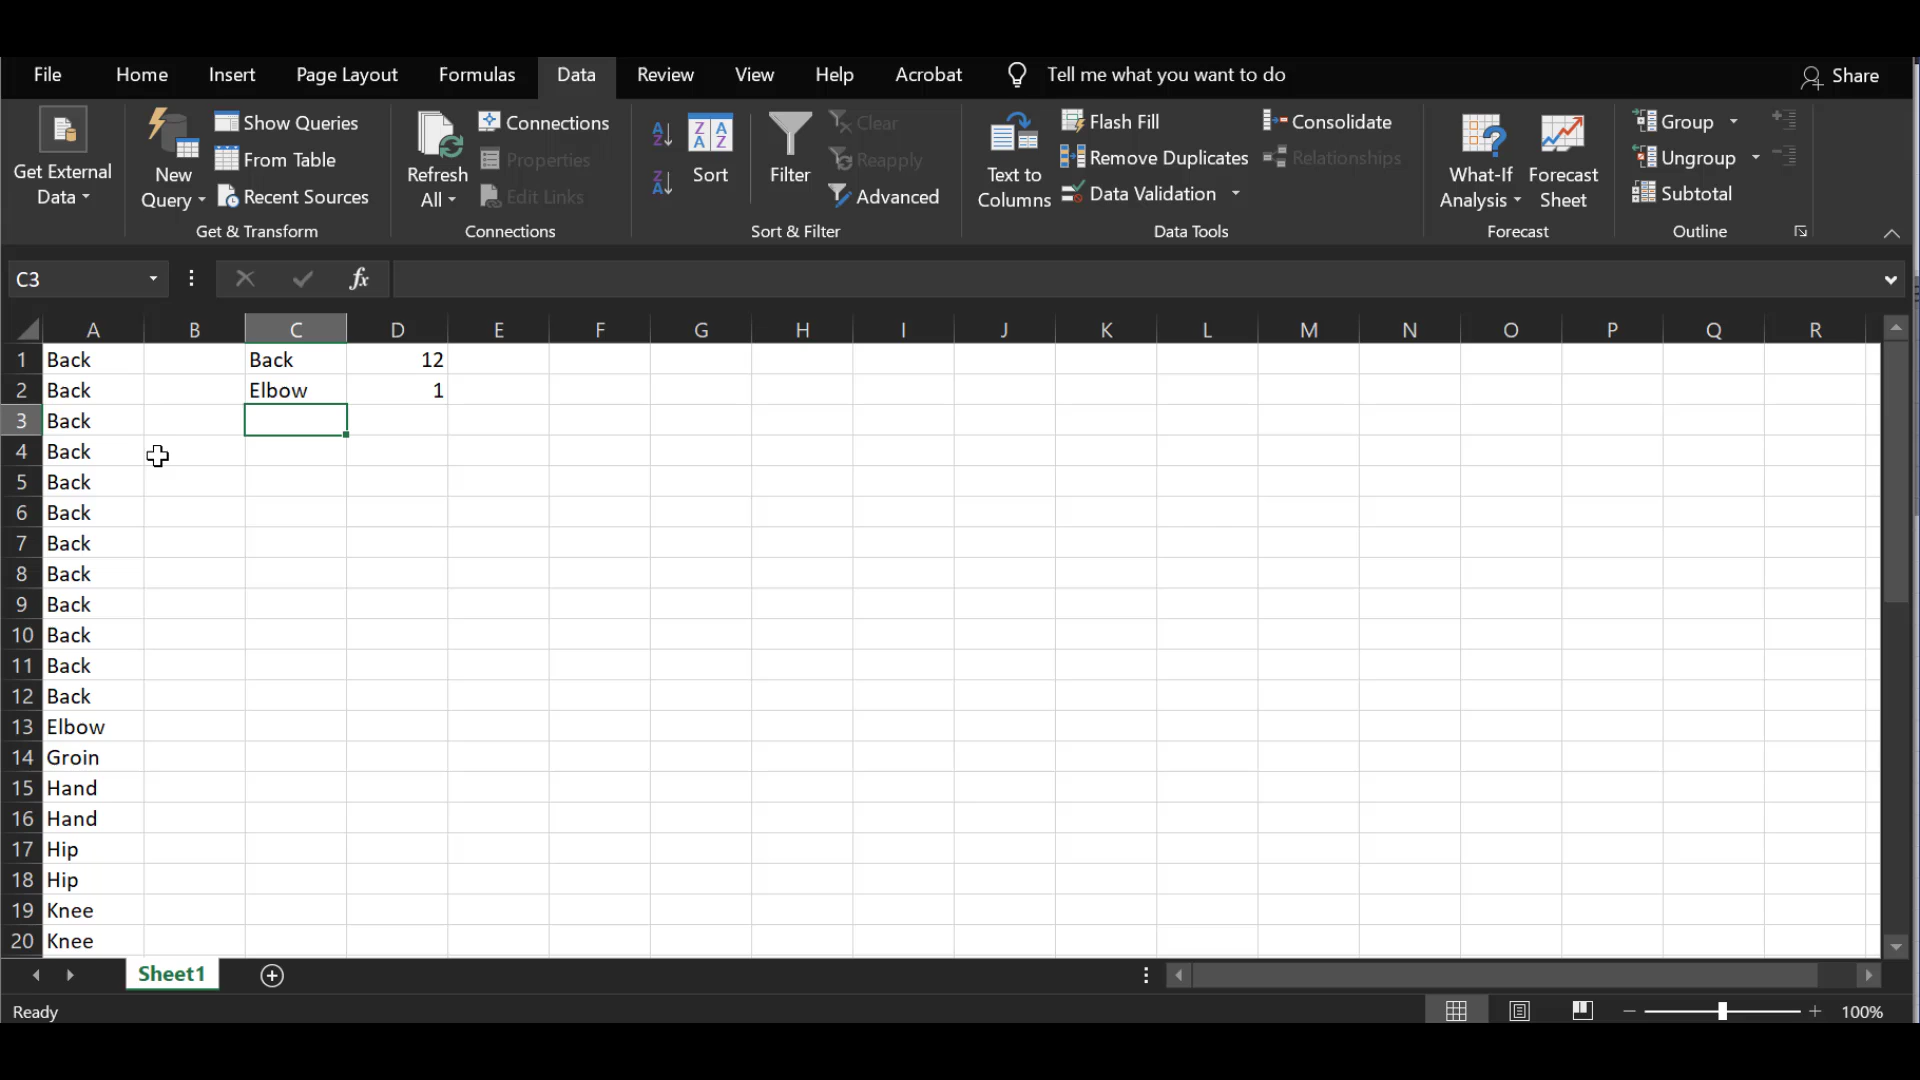 File Home Insert Page Layout Formulas Data Review View Help Acrobat Tell me what you want to do Share
Get External Data
New Query
Show Queries
From Table
Recent Sources
Get & Transform
Refresh All
Connections
Properties
Edit Links
Connections
Sort
Filter
Clear
Reapply
Advanced
Sort & Filter
Text to Columns
Flash Fill
Remove Duplicates
Data Validation
Consolidate
Relationships
Data Tools
What-If Analysis
Forecast Sheet
Forecast
Group
Ungroup
Subtotal
Outline
C3 fx
A B C D E F G H I J K L M N O P Q R
1 Back Back 12
2 Back Elbow 1
3 Back
4 Back
5 Back
6 Back
7 Back
8 Back
9 Back
10 Back
11 Back
12 Back
13 Elbow
14 Groin
15 Hand
16 Hand
17 Hip
18 Hip
19 Knee
20 Knee
Sheet1
Ready 100%